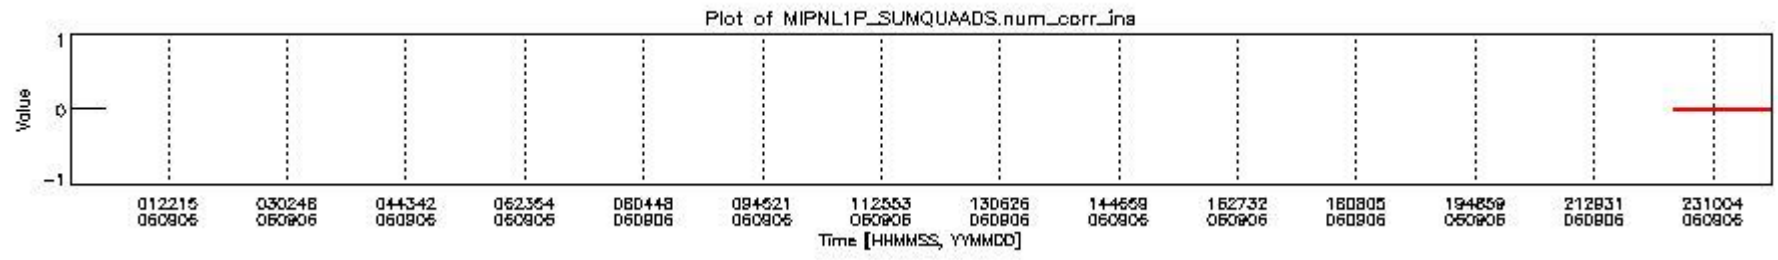 Plot of MIPNL1P_SUMQUAADS.num_corr_ins
1
Value
0
-1
012215 030248 044342 062354 080448 094521 112553 130626 144659 162732 180805 194859 212931 231004
060906 060906 060906 060906 060906 060906 060906 060906 060906 060906 060906 060906 060906 060906
Time [HHMMSS, YYMMDD]